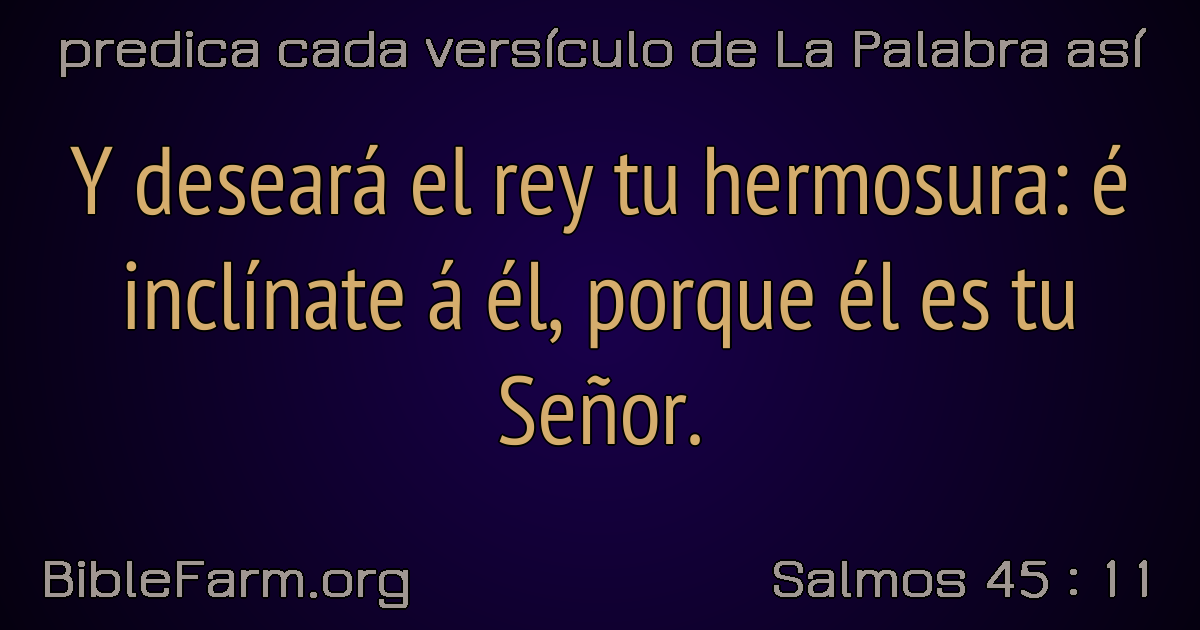 predica cada versículo de La Palabra así
Y deseará el rey tu hermosura: é
inclínate á él, porque él es tu
Señor.
BibleFarm.org
Salmos 45 : 11